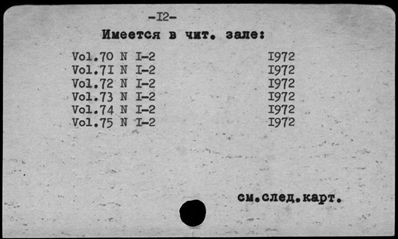 -I2-
Имеется в чит. зале:
Vol.70 N I-2 I972
Vol.7I N I-2 I972
Vol.72 N I-2 I972
Vol.73 N I-2 I972
Vol.74 N I-2 I972
Vol.75 N I-2 I972
см.след.карт.